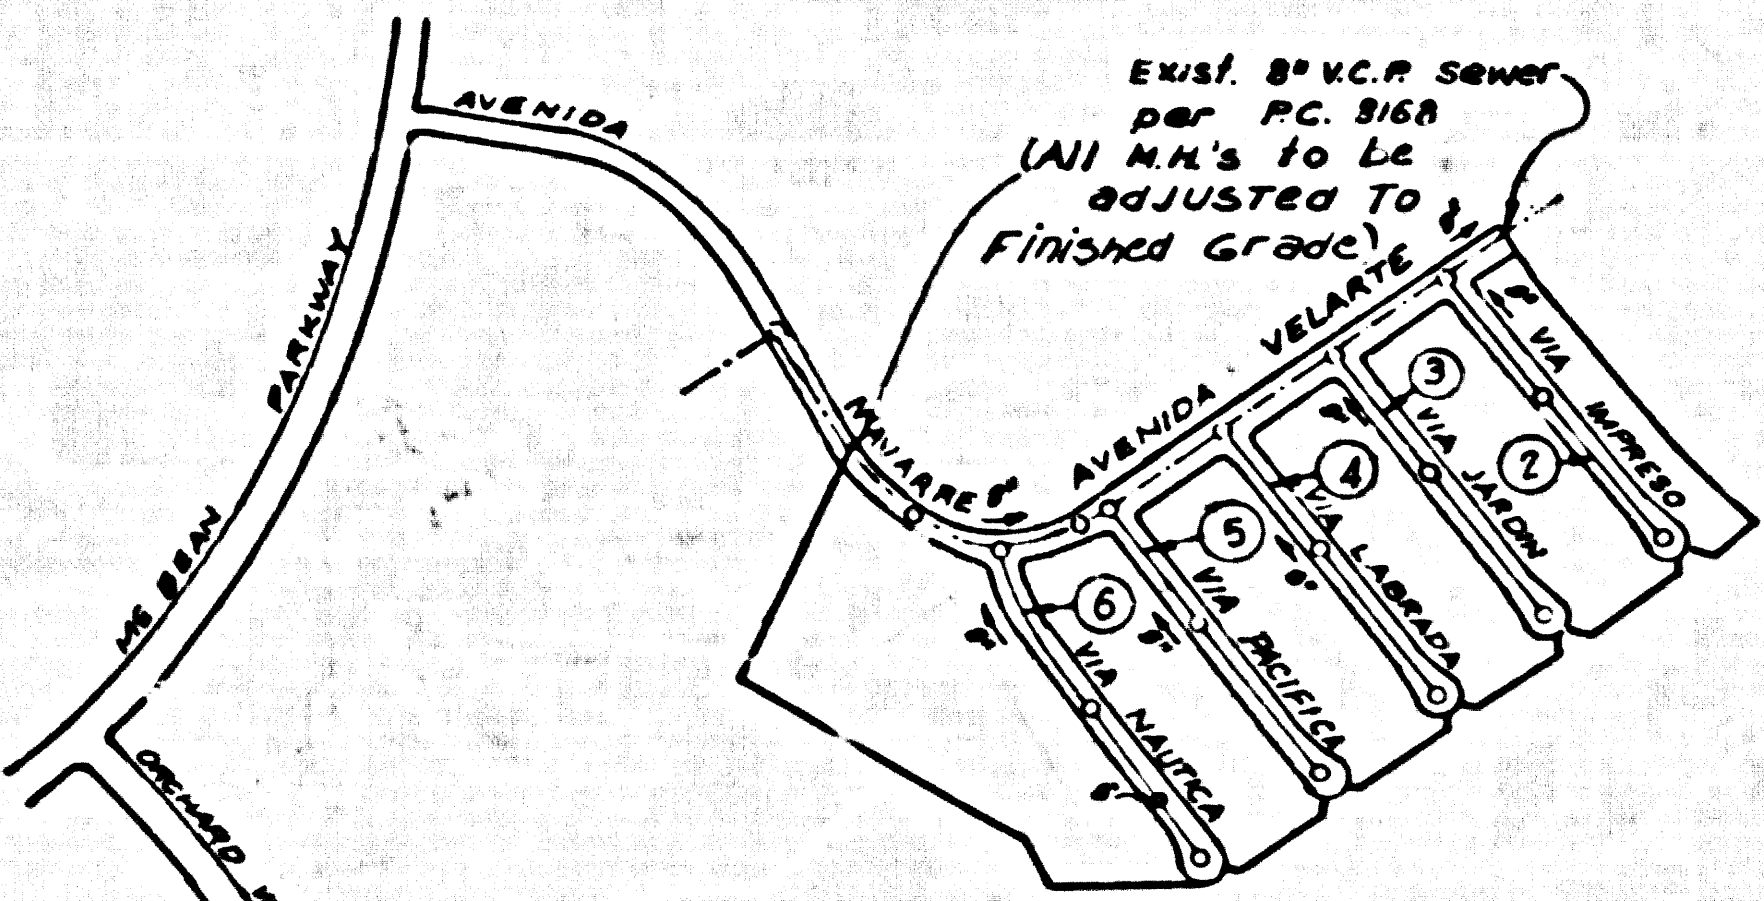 Exist. 8" V.C.P. Sewer
per P.C. 8168
(All M.H.'s to be
adjusted To
Finished Grade)
AVENIDA
PARKWAY
Mc BEAN
ORCHARD
NAVARRE
8"
AVENIDA
VELARTE
8"
8"
VIA
IMPRESO
2
3
8"
VIA
JARDIN
4
VIA
LABRADA
8"
5
VIA
PACIFICA
8"
6
VIA
NAUTICA
8"